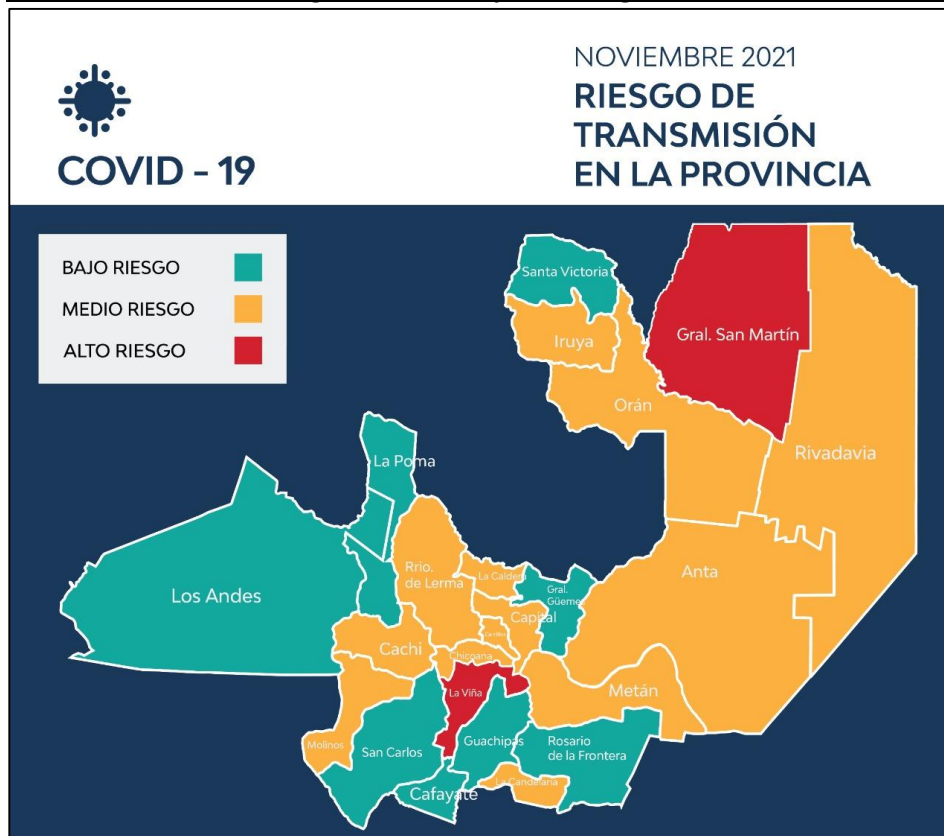 NOVIEMBRE 2021
RIESGO DE
TRANSMISIÓN
EN LA PROVINCIA
COVID - 19
BAJO RIESGO
MEDIO RIESGO
ALTO RIESGO
Santa Victoria
Iruya
Gral. San Martín
Orán
Rivadavia
La Poma
Rrio.
de Lerma
La Caldera
Gral.
Güemes
Anta
Los Andes
Capital
Cachi
Chicoana
La Viña
Metán
Molinos
San Carlos
Guachipas
Rosario
de la Frontera
La Candelaria
Cafayate